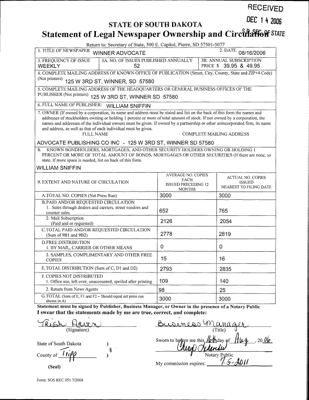 RECEIVED
DEC 14 2006
S.D. SEC. OF STATE
STATE OF SOUTH DAKOTA
Statement of Legal Newspaper Ownership and Circulation
Return to: Secretary of State, 500 E. Capitol, Pierre, SD 57501-5077
1. TITLE OF NEWSPAPER WINNER ADVOCATE 2. DATE 08/16/2006
3. FREQUENCY OF ISSUE WEEKLY
3A. NO. OF ISSUES PUBLISHED ANNUALLY 52
3B. ANNUAL SUBSCRIPTION PRICE $ 39.95 & 49.95
4. COMPLETE MAILING ADDRESS OF KNOWN OFFICE OF PUBLICATION (Street, City, County, State and ZIP+4 Code)
(Not printers) 125 W 3RD ST, WINNER, SD 57580
5. COMPLETE MAILING ADDRESS OF THE HEADQUARTERS OR GENERAL BUSINESS OFFICES OF THE
PUBLISHER (Not printers) 125 W 3RD ST, WINNER SD 57580
6. FULL NAME OF PUBLISHER: WILLIAM SNIFFIN
7. OWNER (If owned by a corporation, its name and address must be stated and list on the back of this form the names and
addresses of stockholders owning or holding 1 percent or more of total amount of stock. If not owned by a corporation, the
names and addresses of the individual owners must be given. If owned by a partnership or other unincorporated firm, its name
and address, as well as that of each individual must be given.
FULL NAME COMPLETE MAILING ADDRESS
ADVOCATE PUBLISHING CO INC - 125 W 3RD ST, WINNER SD 57580
8. KNOWN BONDHOLDERS, MORTGAGES, AND OTHER SECURITY HOLDERS OWNING OR HOLDING 1
PERCENT OR MORE OF TOTAL AMOUNT OF BONDS, MORTGAGES OR OTHER SECURITIES (If there are none, or
state. If more space is needed, list on back of this form.
WILLIAM SNIFFIN
9. EXTENT AND NATURE OF CIRCULATION
AVERAGE NO. COPIES EACH ISSUED PRECEDING 12 MONTHS
ACTUAL NO. COPIES ISSUED NEAREST TO FILING DATE
A. TOTAL NO. COPIES (Net Press Run) 3000 3000
B. PAID AND/OR REQUESTED CIRCULATION
1. Sales through dealers and carriers, street vendors and
counter sales 652 765
2. Mail Subscription
(Paid and or requested) 2126 2054
C. TOTAL PAID AND/OR REQUESTED CIRCULATION
(Sum of 9B1 and 9B2) 2778 2819
D. FREE DISTRIBUTION
1. BY MAIL, CARRIER OR OTHER MEANS 0 0
2. SAMPLES, COMPLIMENTARY AND OTHER FREE
COPIES 15 16
E. TOTAL DISTRIBUTION (Sum of C, D1 and D2) 2793 2835
F. COPIES NOT DISTRIBUTED
1. Office use, left over, unaccounted, spoiled after printing 109 140
2. Return from News Agents 98 25
G. TOTAL (Sum of E, F1 and F2 - Should equal net press run
shown in A) 3000 3000
Statement must be signed by Publisher, Business Manager, or Owner in the presence of a Notary Public
I swear that the statements made by me are true, correct, and complete:
Business Manager
(Signature) (Title)
State of South Dakota )
County of Tripp )
§
(Seal)
Sworn to before me this day of Aug, 2006
Notary Public
My commission expires: 7-5-2011
Form: SOS REC 051 7/2004